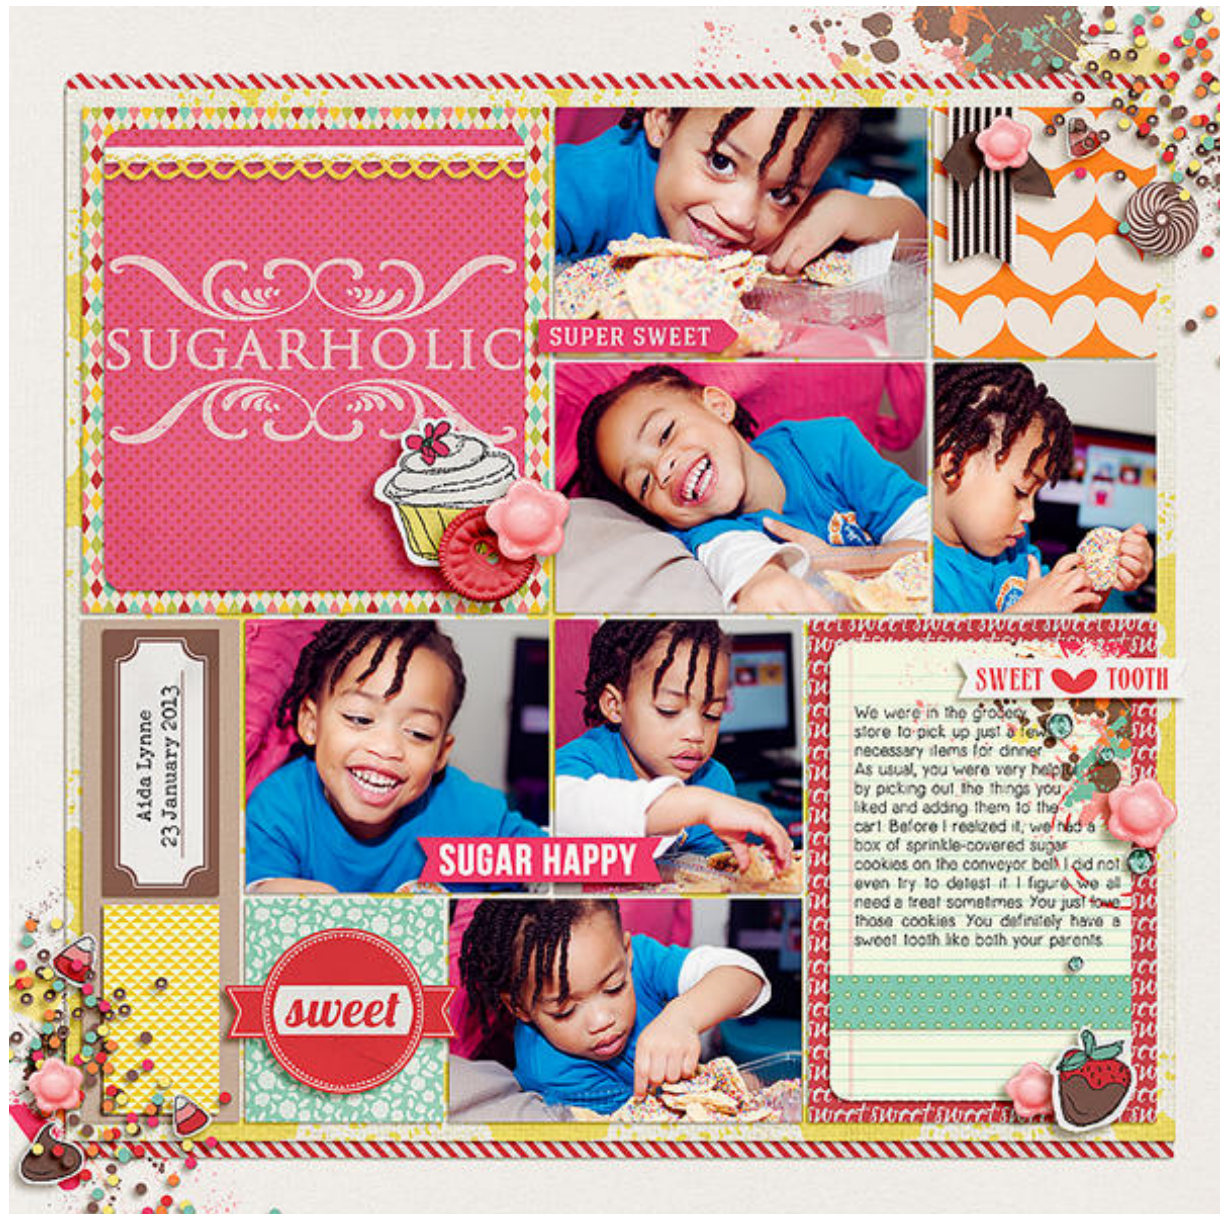 SUGARHOLIC
SUPER SWEET
Aida Lynne
23 January 2013
SUGAR HAPPY
sweet
SWEET TOOTH
We were in the grocery
store to pick up just a few
necessary items for dinner
As usual, you were very help
by picking out the things you
liked and adding them to the
cart. Before I realized it, we had a
box of sprinkle-covered sugar
cookies on the conveyor belt. I did not
even try to detest it. I figure, we all
need a treat sometimes. You just love
those cookies. You definitely have a
sweet tooth like both your parents.